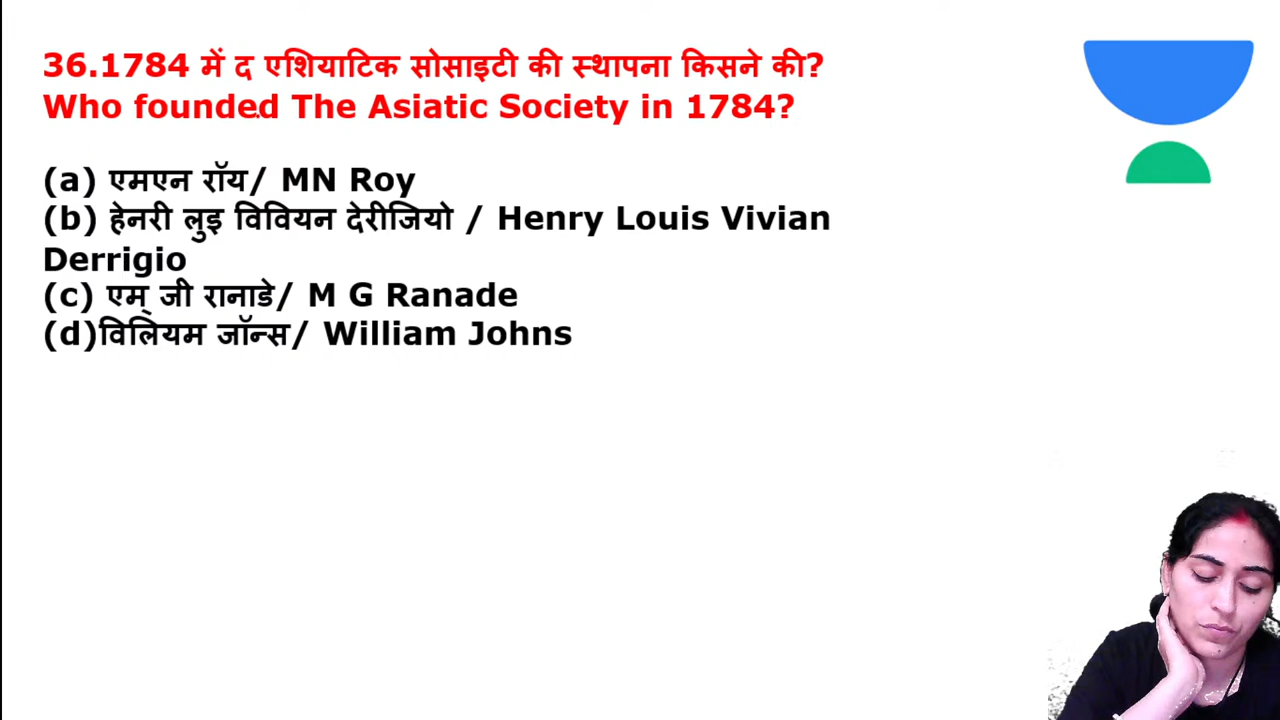 36.1784 में द एशियाटिक सोसाइटी की स्थापना किसने की?
Who founded The Asiatic Society in 1784?
(a) एमएन रॉय/ MN Roy
(b) हेनरी लुइ विवियन देरीजियो / Henry Louis Vivian
Derrigio
(c) एम् जी रानाडे/ M G Ranade
(d)विलियम जॉन्स/ William Johns